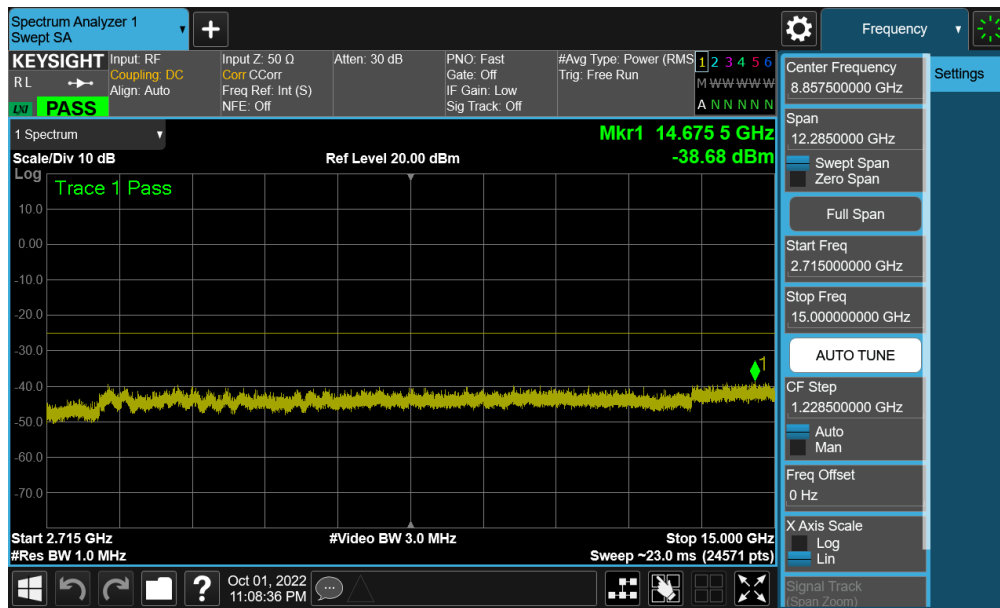 Spectrum Analyzer 1
Swept SA
Frequency
KEYSIGHT
RL
LXI
PASS
Input: RF
Coupling: DC
Align: Auto
Input Z: 50 Ω
Corr CCorr
Freq Ref: Int (S)
NFE: Off
Atten: 30 dB
PNO: Fast
Gate: Off
IF Gain: Low
Sig Track: Off
#Avg Type: Power (RMS
Trig: Free Run
1 2 3 4 5 6
M W W W W W
A N N N N N
1 Spectrum
Mkr1 14.675 5 GHz
Scale/Div 10 dB
Ref Level 20.00 dBm
-38.68 dBm
Log
Trace 1 Pass
10.0
0.00
-10.0
-20.0
-30.0
1
-40.0
-50.0
-60.0
-70.0
Start 2.715 GHz
#Video BW 3.0 MHz
Stop 15.000 GHz
#Res BW 1.0 MHz
Sweep ~23.0 ms (24571 pts)
?
Oct 01, 2022
11:08:36 PM
Center Frequency
8.857500000 GHz
Settings
Span
12.2850000 GHz
Swept Span
Zero Span
Full Span
Start Freq
2.715000000 GHz
Stop Freq
15.000000000 GHz
AUTO TUNE
CF Step
1.228500000 GHz
Auto
Man
Freq Offset
0 Hz
X Axis Scale
Log
Lin
Signal Track
(Span Zoom)